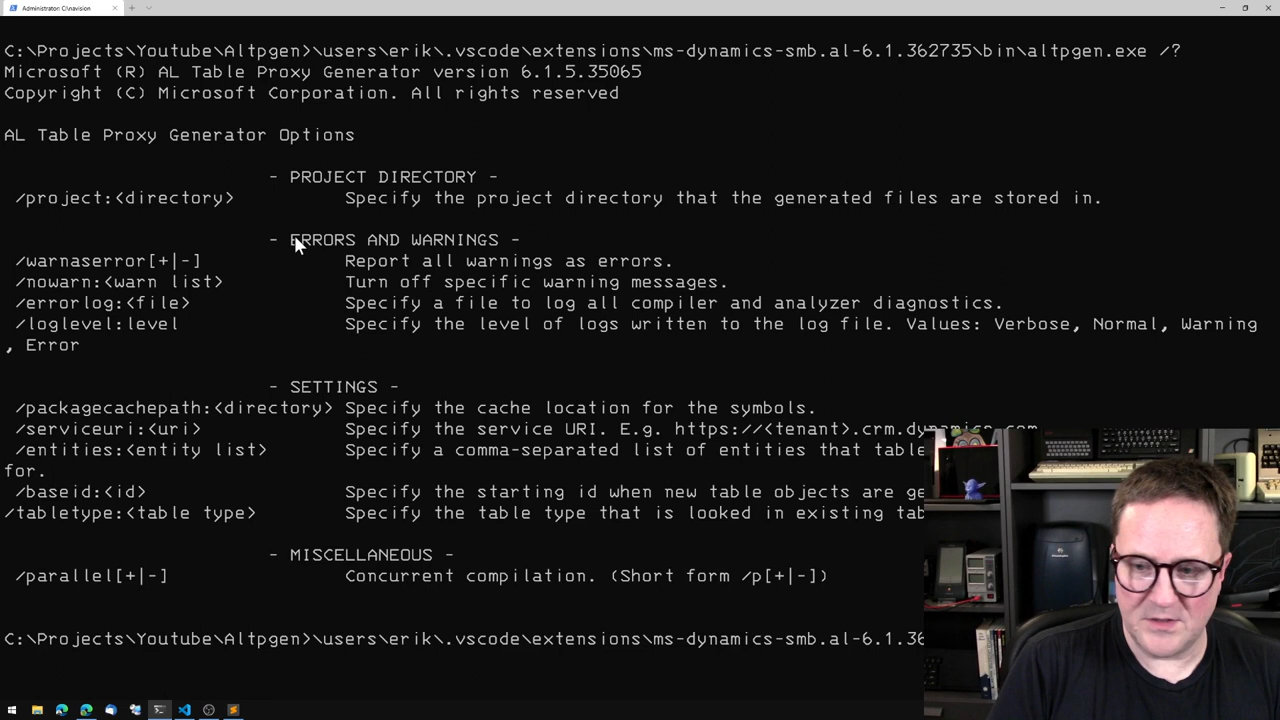 Administrator: C:\navision
C:\Projects\Youtube\Altpgen>\users\erik\.vscode\extensions\ms-dynamics-smb.al-6.1.362735\bin\altpgen.exe /?
Microsoft (R) AL Table Proxy Generator version 6.1.5.35065
Copyright (C) Microsoft Corporation. All rights reserved
AL Table Proxy Generator Options
- PROJECT DIRECTORY -
/project:<directory> Specify the project directory that the generated files are stored in.
- ERRORS AND WARNINGS -
/warnaserror[+|-] Report all warnings as errors.
/nowarn:<warn list> Turn off specific warning messages.
/errorlog:<file> Specify a file to log all compiler and analyzer diagnostics.
/loglevel:level Specify the level of logs written to the log file. Values: Verbose, Normal, Warning
, Error
- SETTINGS -
/packagecachepath:<directory> Specify the cache location for the symbols.
/serviceuri:<uri> Specify the service URI. E.g. https://<tenant>.crm.dynamics.com
/entities:<entity list> Specify a comma-separated list of entities that table
for.
/baseid:<id> Specify the starting id when new table objects are ge
/tabletype:<table type> Specify the table type that is looked in existing tab
- MISCELLANEOUS -
/parallel[+|-] Concurrent compilation. (Short form /p[+|-])
C:\Projects\Youtube\Altpgen>\users\erik\.vscode\extensions\ms-dynamics-smb.al-6.1.36